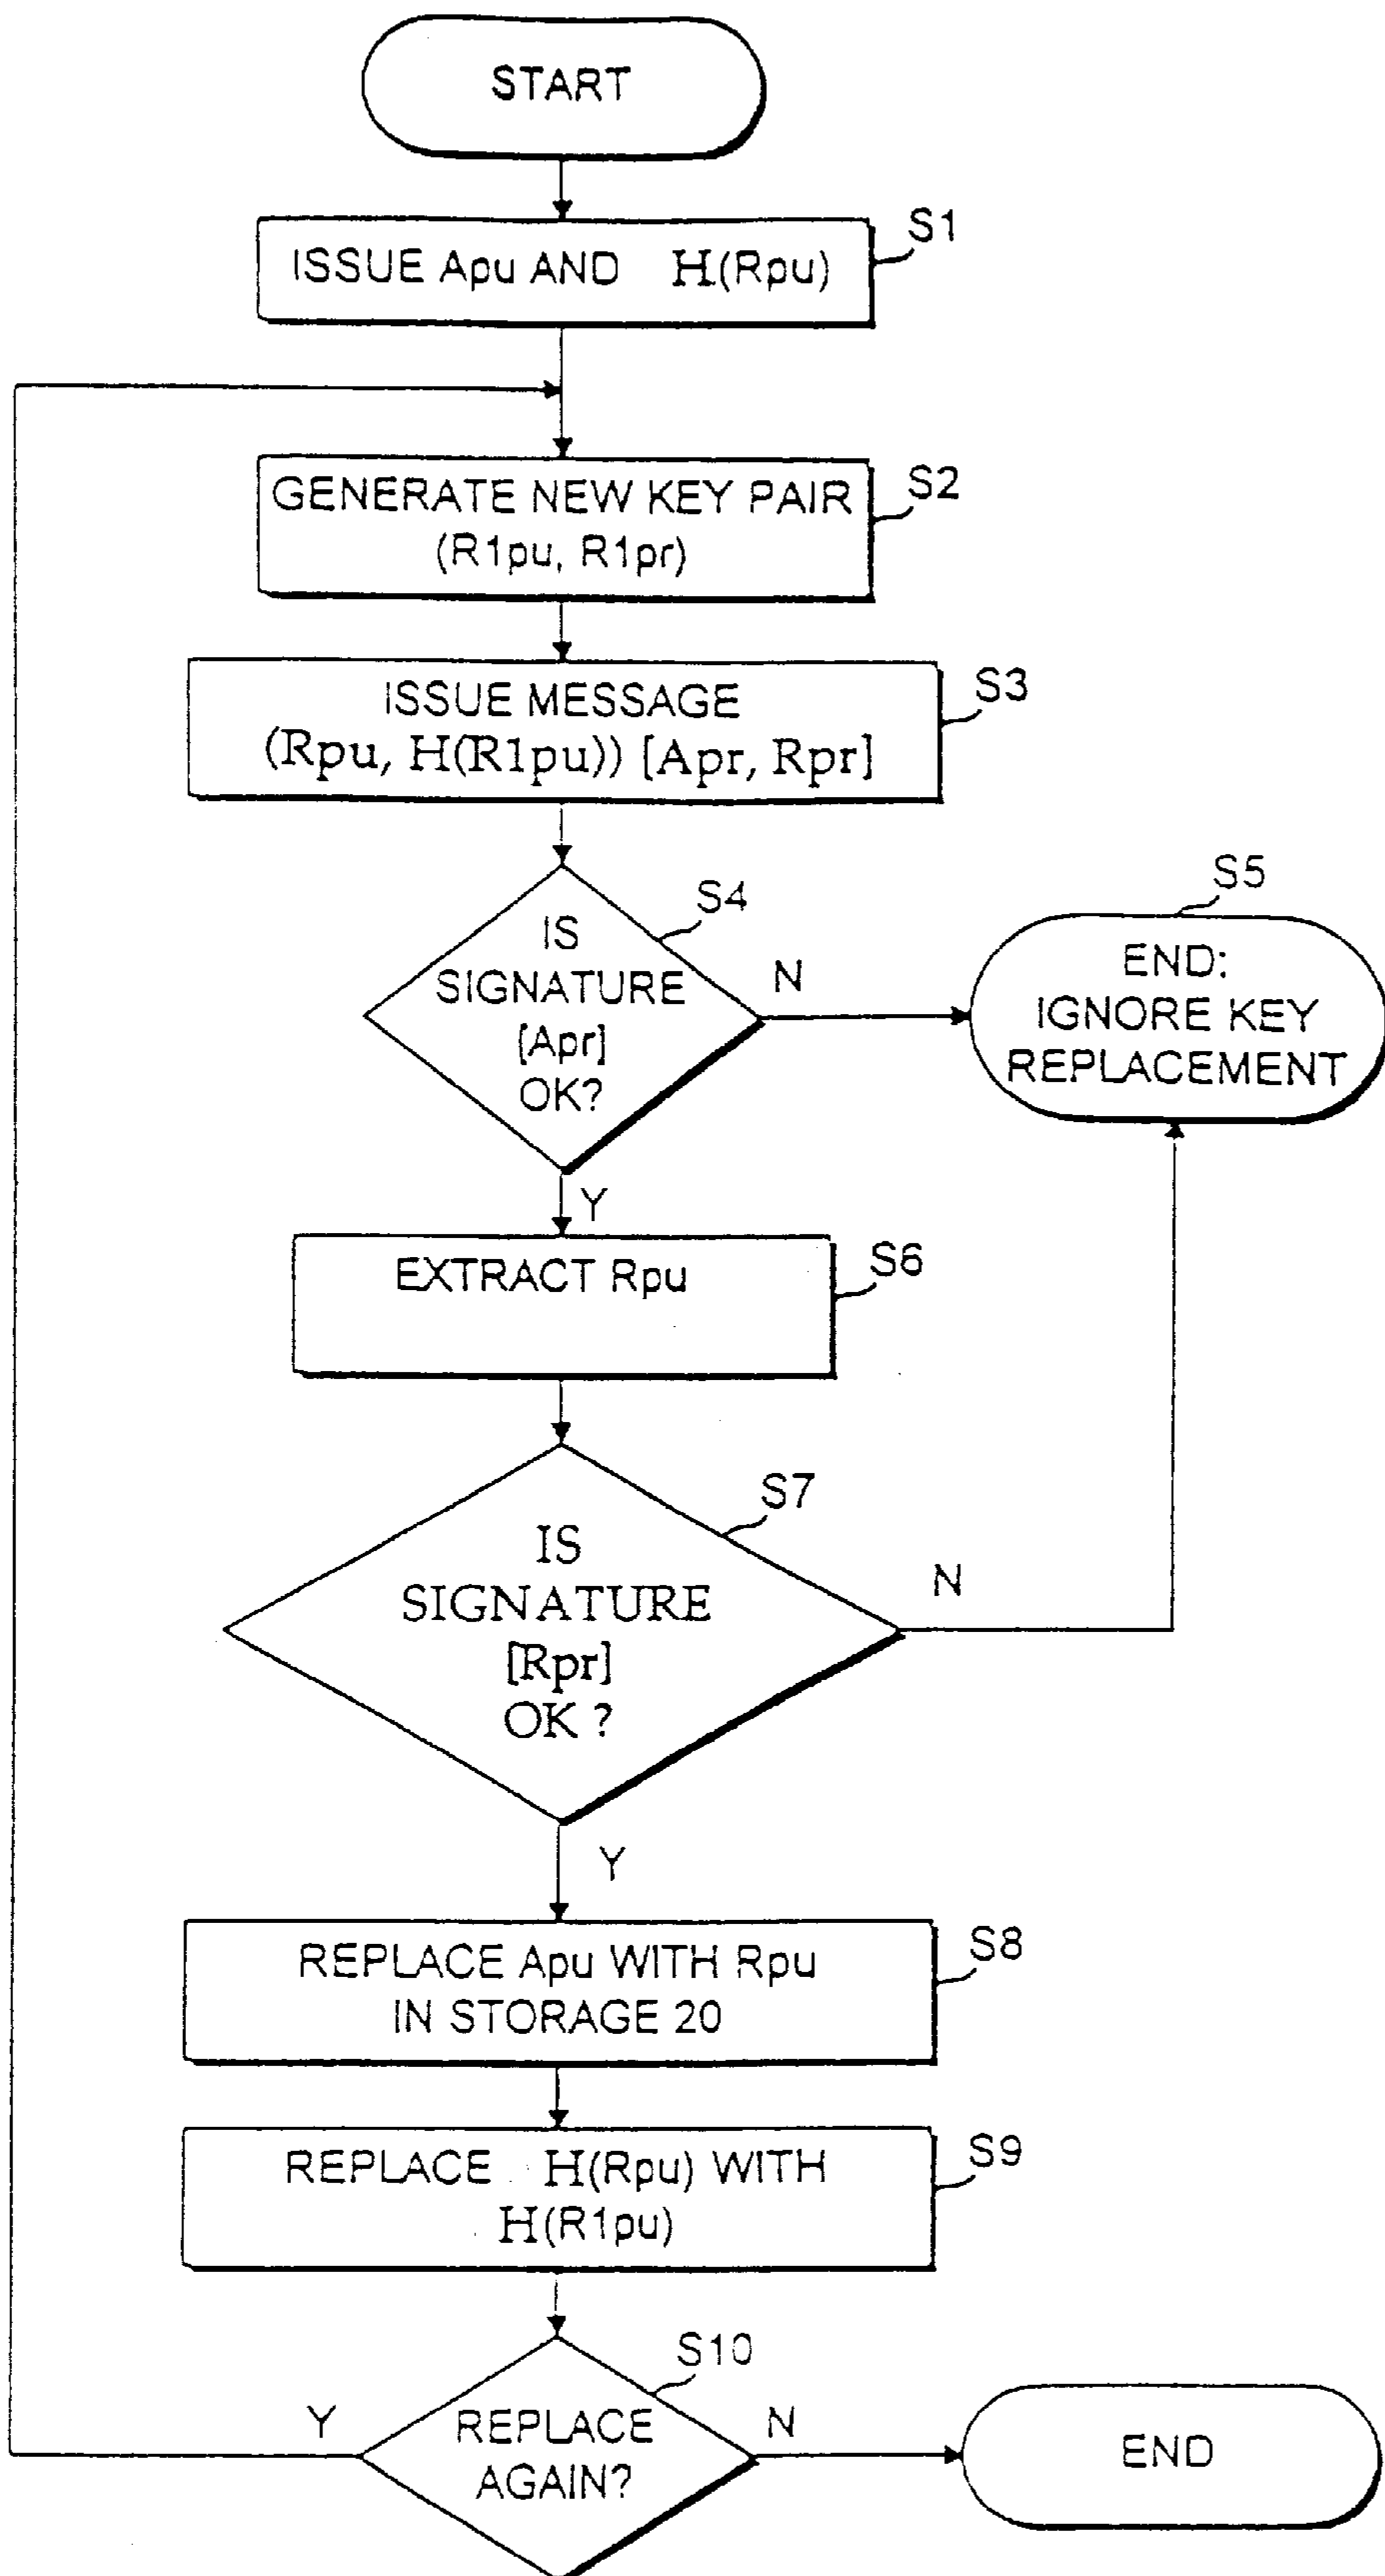 START
S1
ISSUE Apu AND H(Rpu)
S2
GENERATE NEW KEY PAIR
(R1pu, R1pr)
S3
ISSUE MESSAGE
(Rpu, H(R1pu)) [Apr, Rpr]
S4
IS
SIGNATURE
[Apr]
OK?
N
Y
S5
END:
IGNORE KEY
REPLACEMENT
S6
EXTRACT Rpu
S7
IS
SIGNATURE
[Rpr]
OK ?
N
Y
S8
REPLACE Apu WITH Rpu
IN STORAGE 20
S9
REPLACE H(Rpu) WITH
H(R1pu)
S10
REPLACE
AGAIN?
Y
N
END